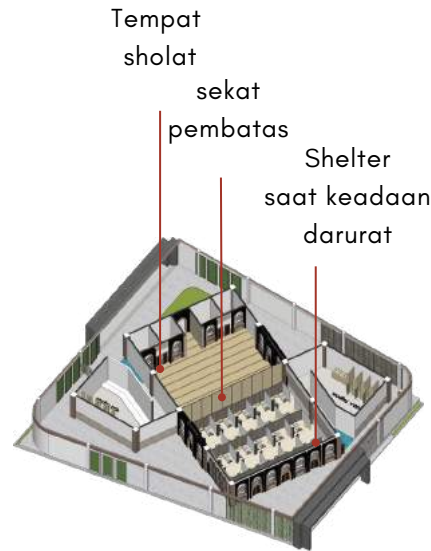 Tempat
sholat
sekat
pembatas
Shelter
saat keadaan
darurat